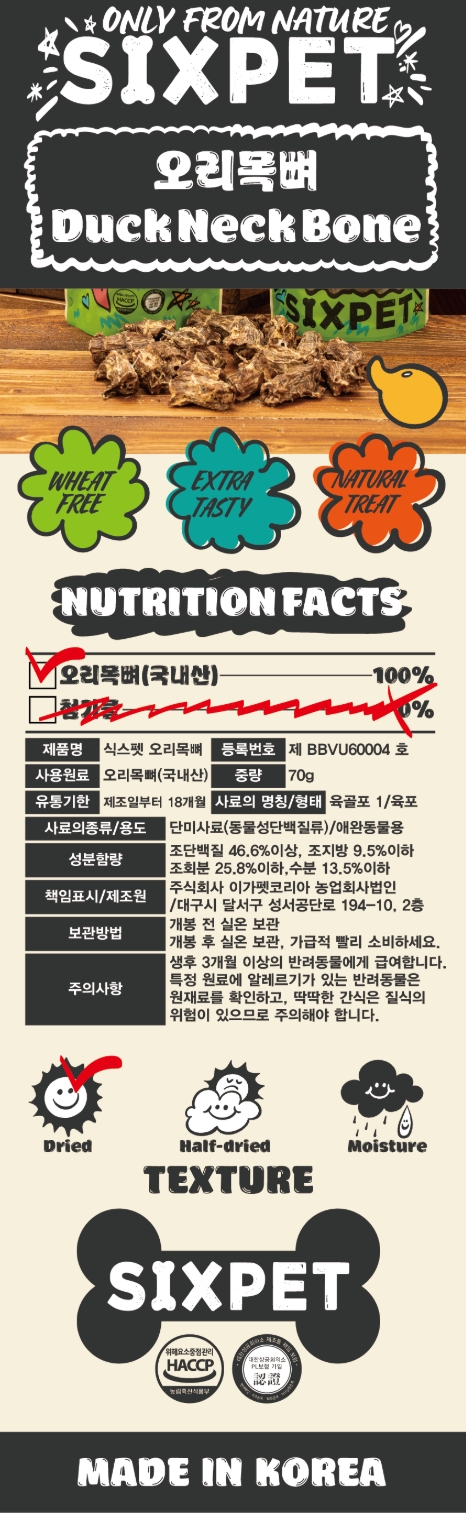 ONLY FROM NATURE
SIXPET
오리목뼈
Duck Neck Bone
HACCP
SIXPET
WHEAT FREE
EXTRA TASTY
NATURAL TREAT
NUTRITION FACTS
오리목뼈(국내산) 100%
첨가물 0%
제품명 식스펫 오리목뼈 등록번호 제 BBVU60004 호
사용원료 오리목뼈(국내산) 중량 70g
유통기한 제조일부터 18개월 사료의 명칭/형태 육골포 1/육포
사료의종류/용도 단미사료(동물성단백질류)/애완동물용
성분함량 조단백질 46.6%이상, 조지방 9.5%이하
조회분 25.8%이하,수분 13.5%이하
책임표시/제조원 주식회사 이가펫코리아 농업회사법인
/대구시 달서구 성서공단로 194-10, 2층
보관방법 개봉 전 실온 보관
개봉 후 실온 보관, 가급적 빨리 소비하세요.
주의사항 생후 3개월 이상의 반려동물에게 급여합니다.
특정 원료에 알레르기가 있는 반려동물은
원재료를 확인하고, 딱딱한 간식은 질식의
위험이 있으므로 주의해야 합니다.
Dried Half-dried Moisture
TEXTURE
SIXPET
위해요소중점관리
HACCP
농림축산식품부
대한상공회의소
PL보험 가입
認證
MADE IN KOREA